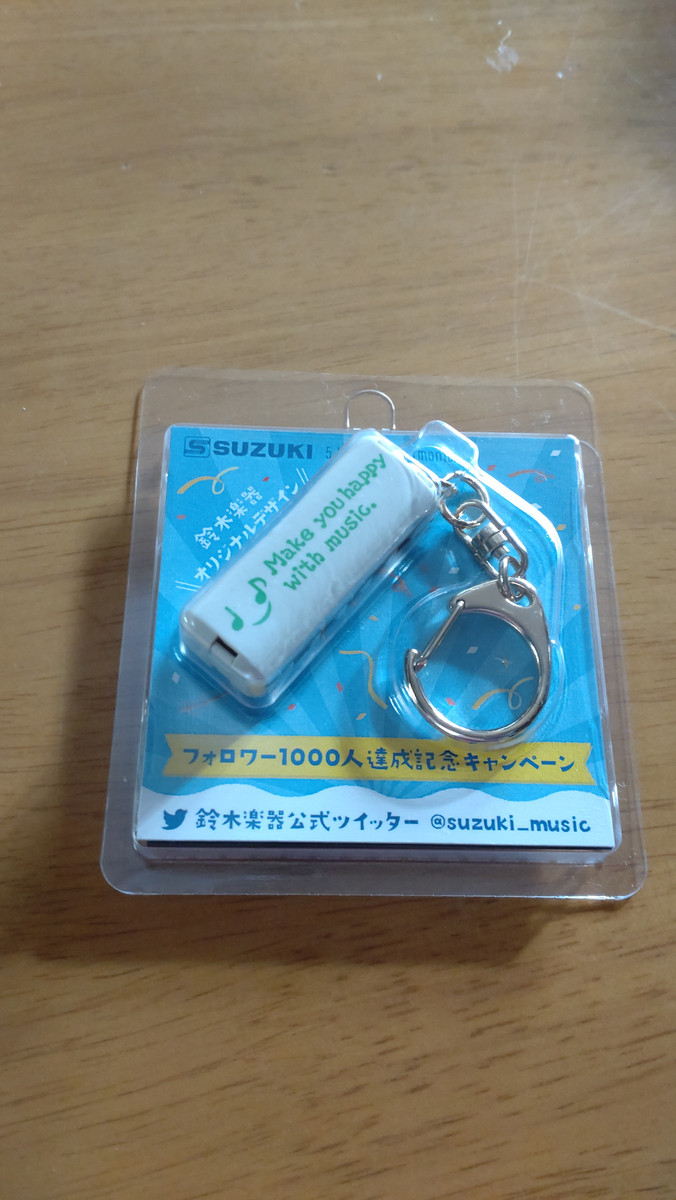 SUZUKI 5
鈴木楽器
オリジナルデザイン
Make you happy
with music.
フォロワー1000人達成記念キャンペーン
鈴木楽器公式ツイッター @suzuki_music